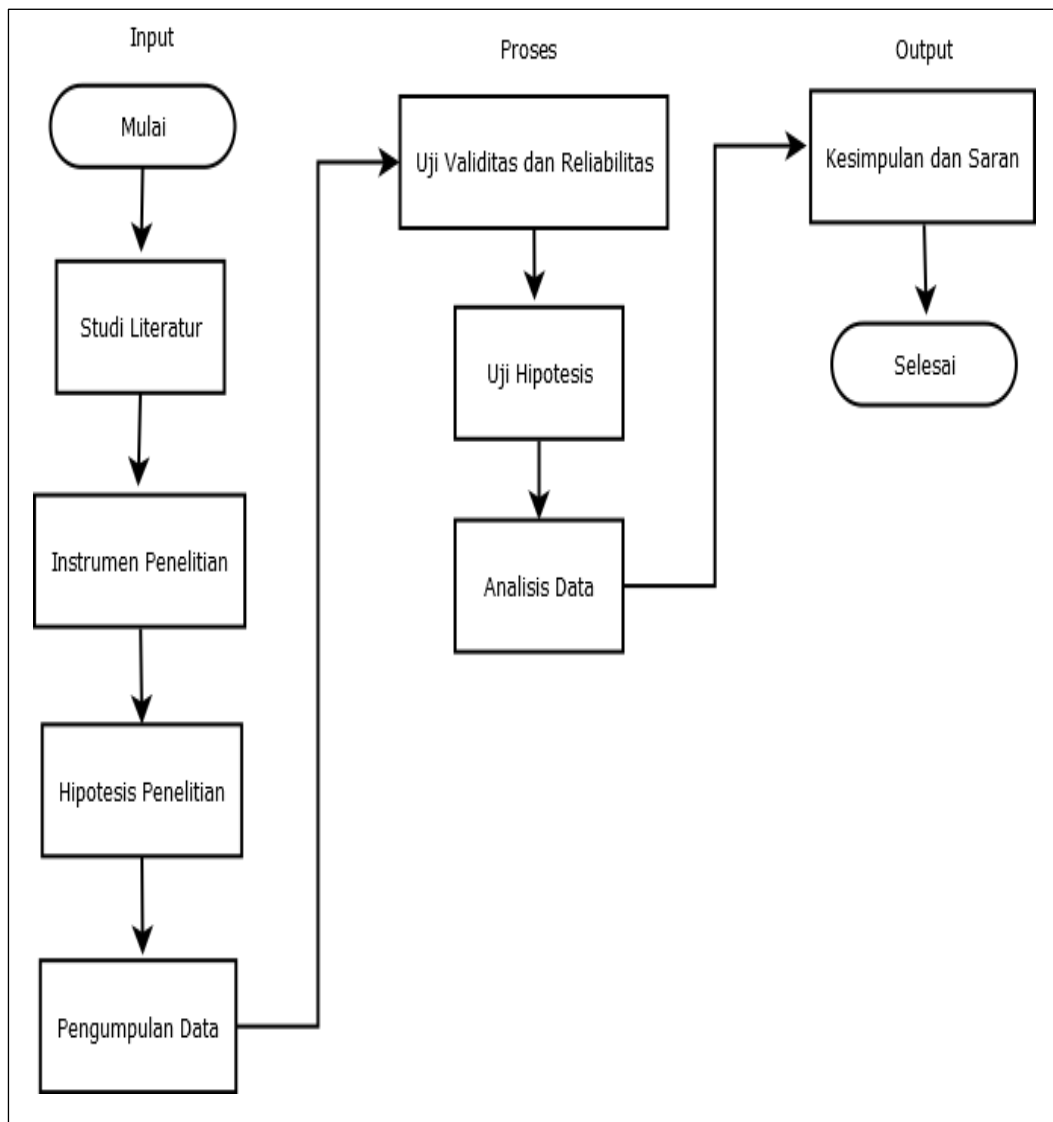 Input
Mulai
Studi Literatur
Instrumen Penelitian
Hipotesis Penelitian
Pengumpulan Data
Proses
Uji Validitas dan Reliabilitas
Uji Hipotesis
Analisis Data
Output
Kesimpulan dan Saran
Selesai